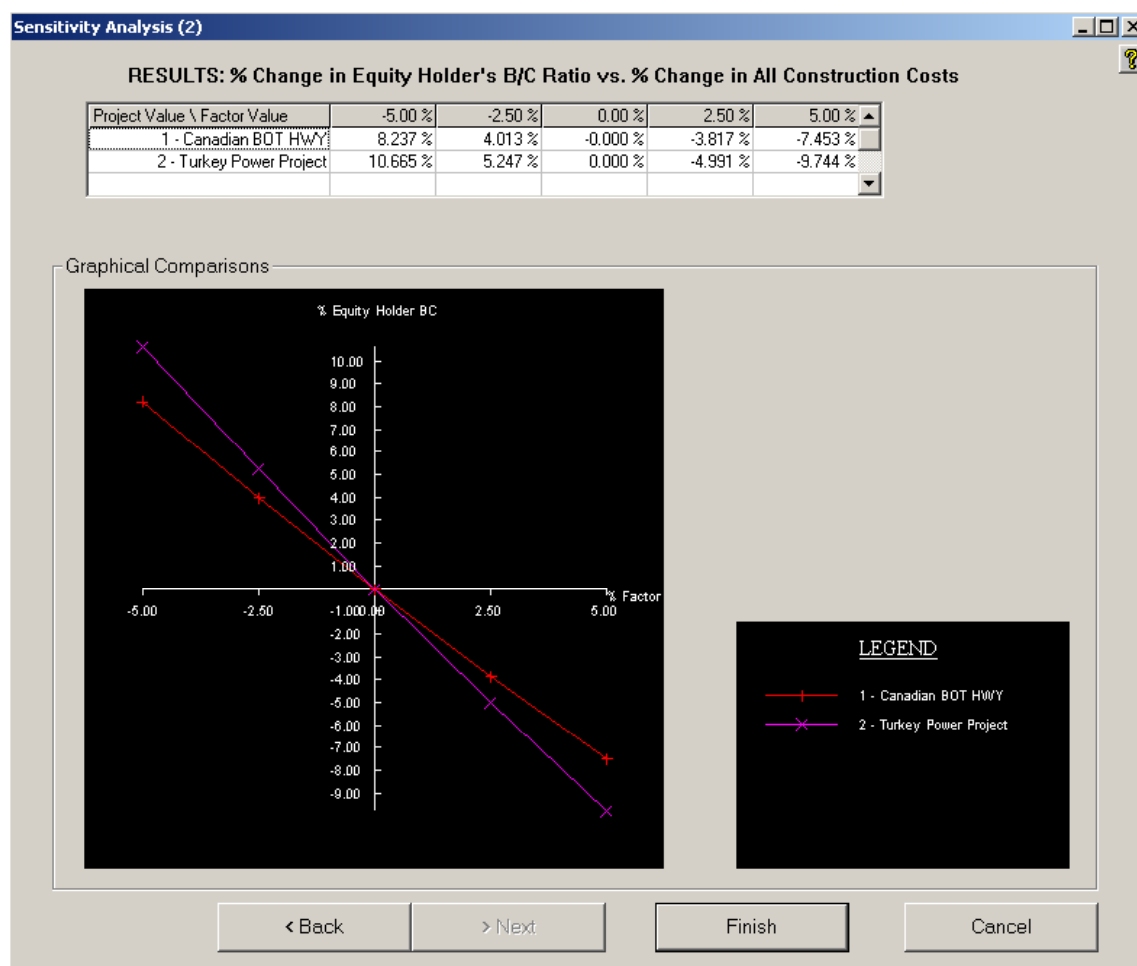 Sensitivity Analysis (2)
RESULTS: % Change in Equity Holder's B/C Ratio vs. % Change in All Construction Costs
Project Value \ Factor Value -5.00 % -2.50 % 0.00 % 2.50 % 5.00 %
1 - Canadian BOT HWY 8.237 % 4.013 % -0.000 % -3.817 % -7.453 %
2 - Turkey Power Project 10.665 % 5.247 % 0.000 % -4.991 % -9.744 %
Graphical Comparisons
% Equity Holder BC
10.00
9.00
8.00
7.00
6.00
5.00
4.00
3.00
2.00
1.00
% Factor
-5.00 -2.50 -1.00 0.00 2.50 5.00
-2.00
-3.00
-4.00
-5.00
-6.00
-7.00
-8.00
-9.00
LEGEND
1 - Canadian BOT HWY
2 - Turkey Power Project
< Back > Next Finish Cancel